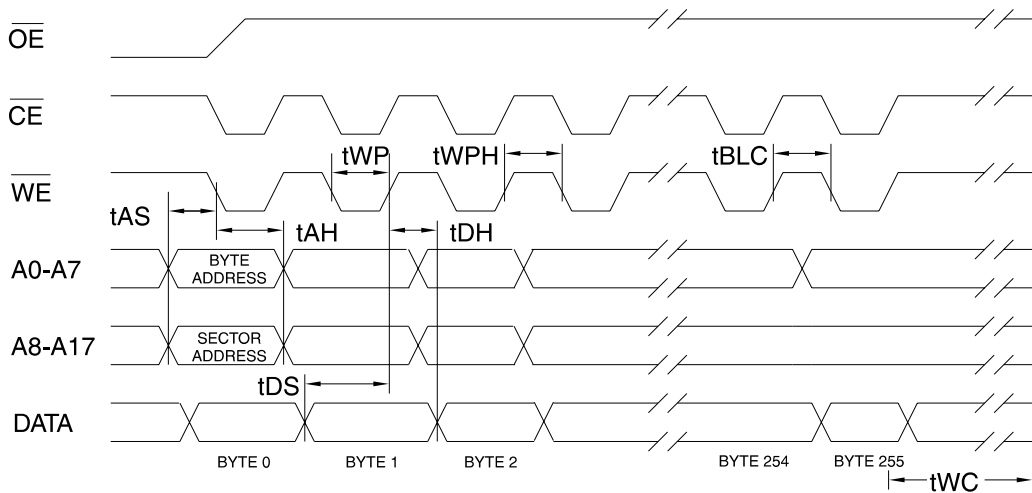 OE
CE
tWP tWPH tBLC
WE
tAS
tAH tDH
A0-A7 BYTE
ADDRESS
A8-A17 SECTOR
ADDRESS
tDS
DATA
BYTE 0 BYTE 1 BYTE 2 BYTE 254 BYTE 255
tWC